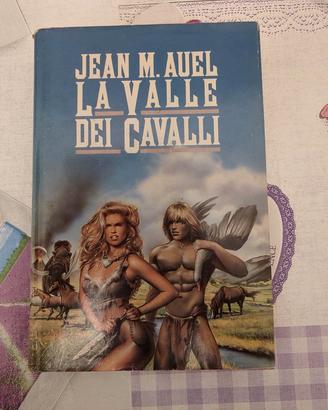 JEAN M. AUEL
LA VALLE
DEI CAVALLI